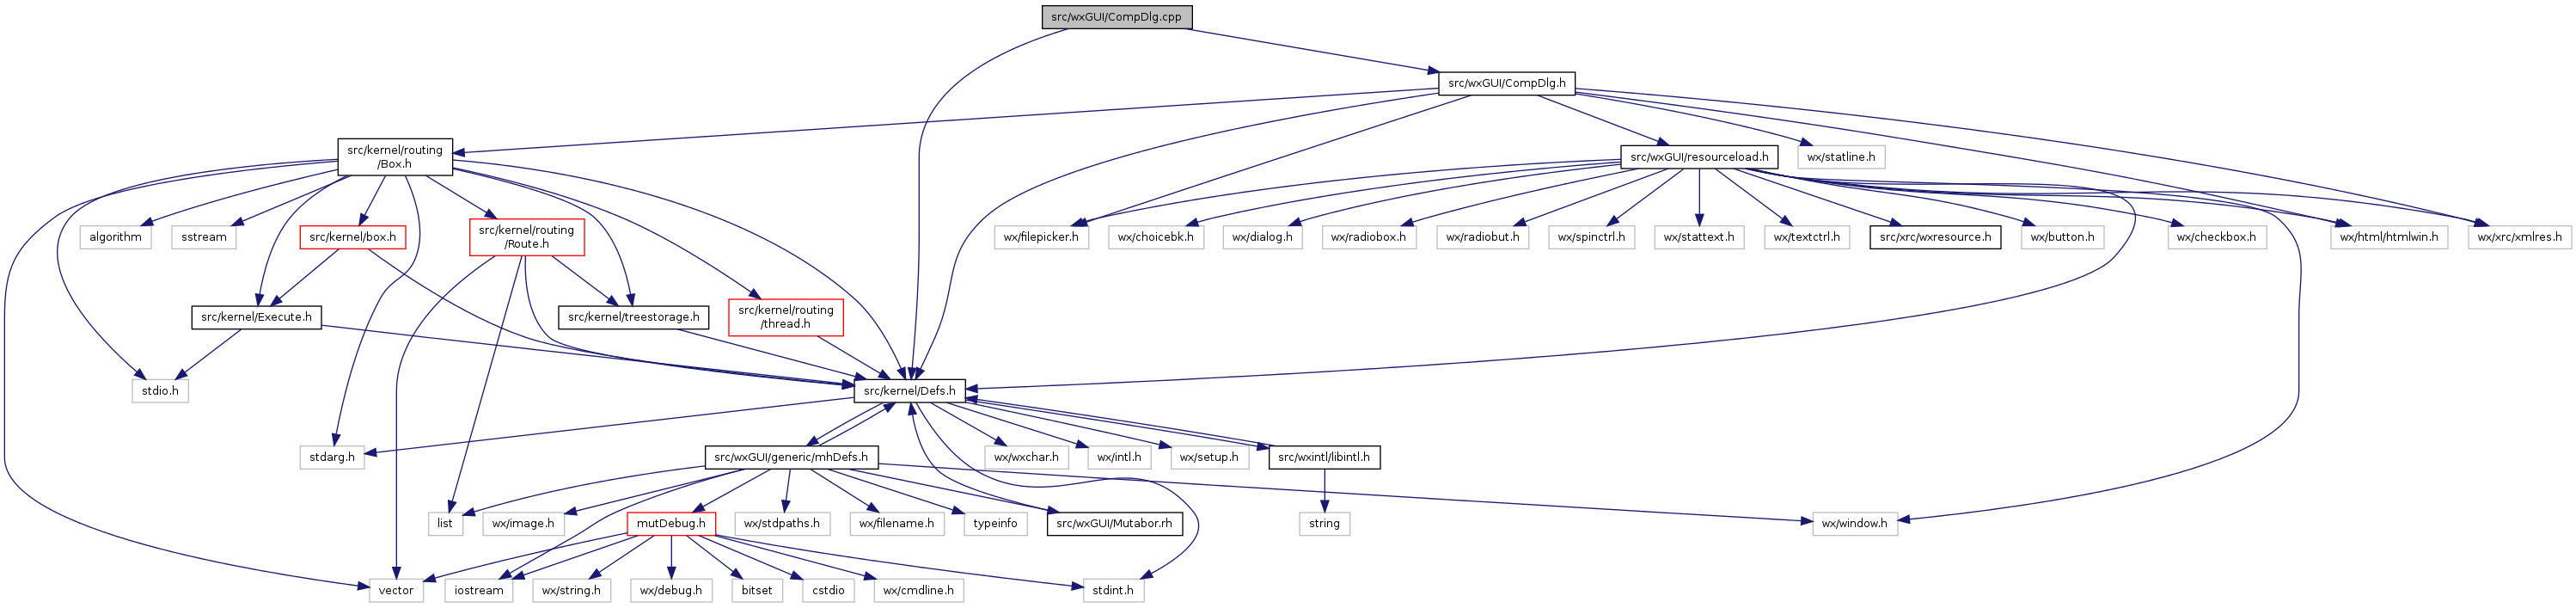 src/wxGUI/CompDlg.cpp
src/wxGUI/CompDlg.h
src/kernel/routing
/Box.h
src/wxGUI/resourceload.h
wx/statline.h
algorithm
sstream
src/kernel/box.h
src/kernel/routing
/Route.h
wx/filepicker.h
wx/choicebk.h
wx/dialog.h
wx/radiobox.h
wx/radiobut.h
wx/spinctrl.h
wx/stattext.h
wx/textctrl.h
src/xrc/wxresource.h
wx/button.h
wx/checkbox.h
wx/html/htmlwin.h
wx/xrc/xmlres.h
src/kernel/Execute.h
src/kernel/treestorage.h
src/kernel/routing
/thread.h
stdio.h
src/kernel/Defs.h
stdarg.h
src/wxGUI/generic/mhDefs.h
wx/wxchar.h
wx/intl.h
wx/setup.h
src/wxintl/libintl.h
list
wx/image.h
mutDebug.h
wx/stdpaths.h
wx/filename.h
typeinfo
src/wxGUI/Mutabor.rh
string
wx/window.h
vector
iostream
wx/string.h
wx/debug.h
bitset
cstdio
wx/cmdline.h
stdint.h